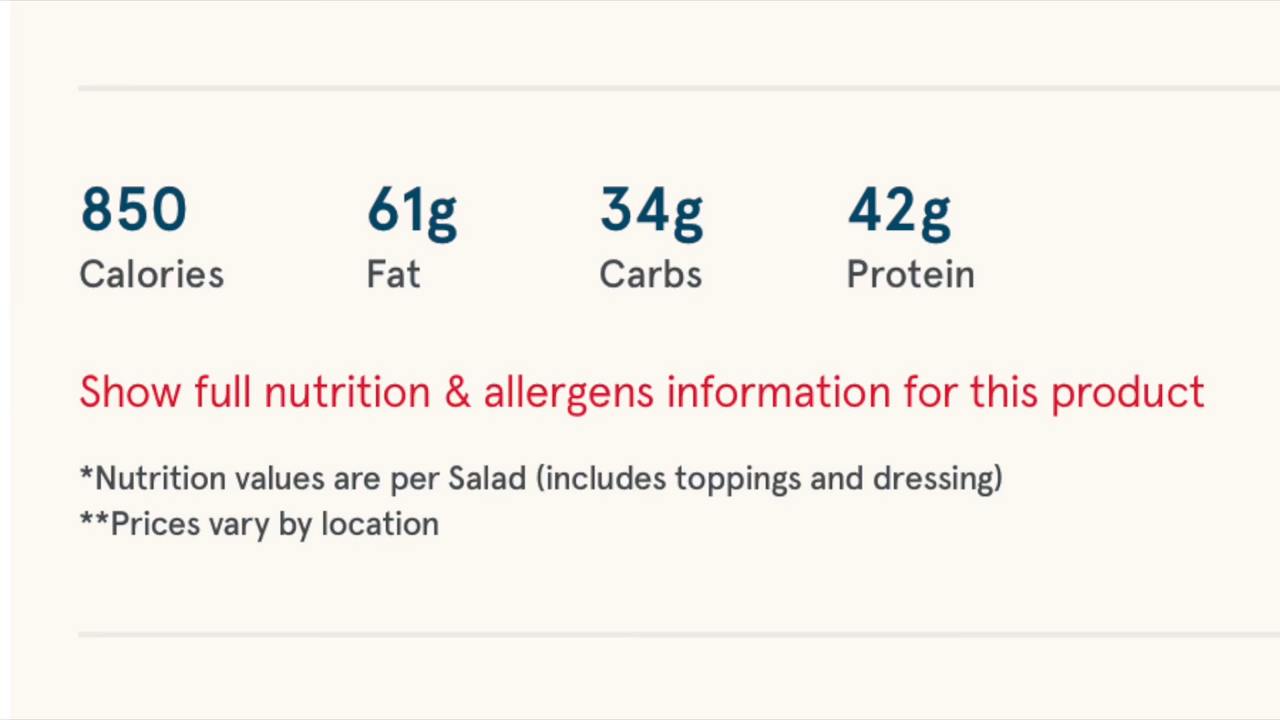 850 61g 34g 42g
Calories Fat Carbs Protein
Show full nutrition & allergens information for this product
*Nutrition values are per Salad (includes toppings and dressing)
**Prices vary by location